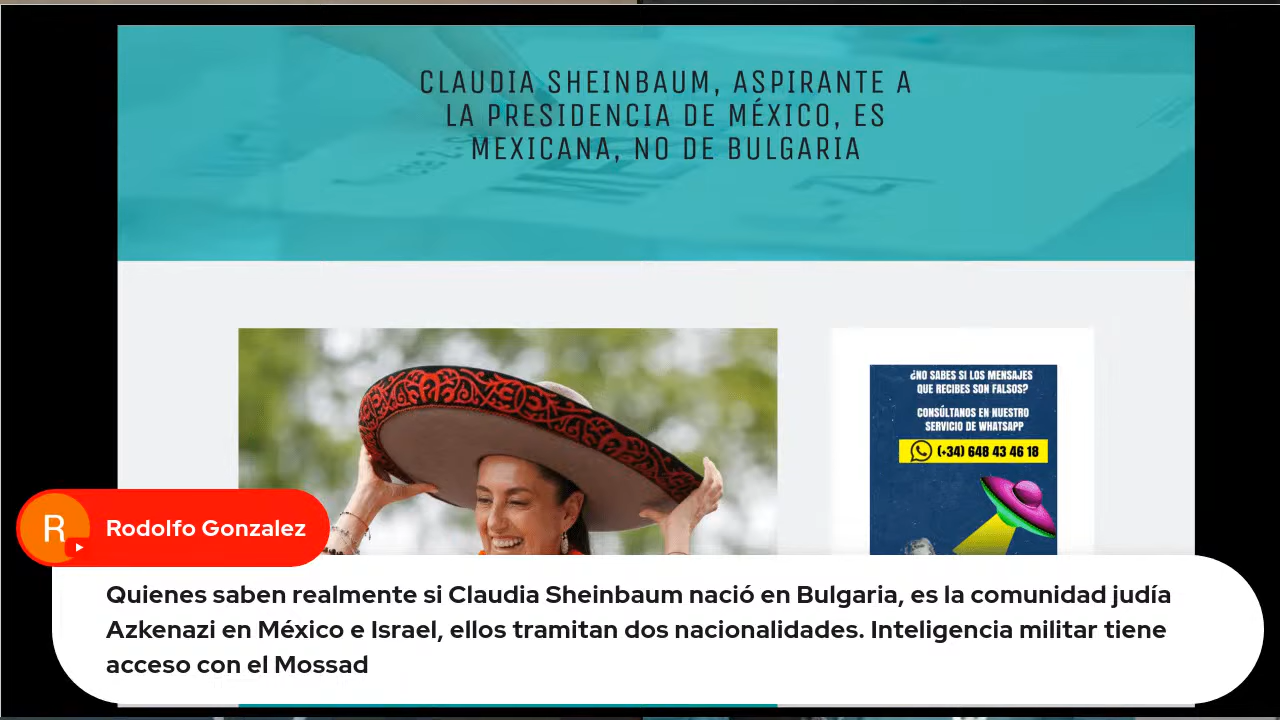 CLAUDIA SHEINBAUM, ASPIRANTE A
LA PRESIDENCIA DE MÉXICO, ES
MEXICANA, NO DE BULGARIA
¿NO SABES SI LOS MENSAJES
QUE RECIBES SON FALSOS?
CONSÚLTANOS EN NUESTRO
SERVICIO DE WHATSAPP
(+34) 648 43 46 18
R
Rodolfo Gonzalez
Quienes saben realmente si Claudia Sheinbaum nació en Bulgaria, es la comunidad judía
Azkenazi en México e Israel, ellos tramitan dos nacionalidades. Inteligencia militar tiene
acceso con el Mossad